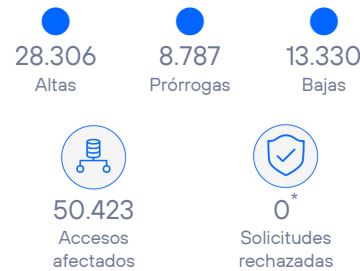 28.306 8.787 13.330
Altas Prórrogas Bajas
50.423 0*
Accesos Solicitudes
afectados rechazadas